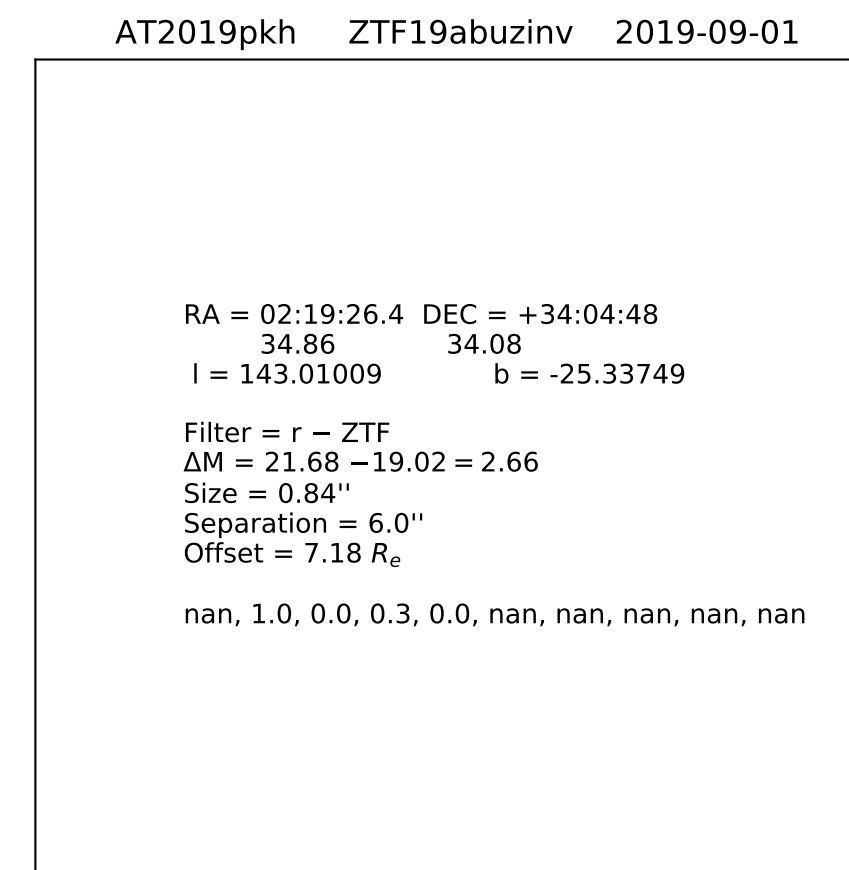 AT2019pkh ZTF19abuzinv 2019-09-01
RA = 02:19:26.4 DEC = +34:04:48
34.86 34.08
l = 143.01009 b = -25.33749
Filter = r − ZTF
ΔM = 21.68 −19.02 = 2.66
Size = 0.84''
Separation = 6.0''
Offset = 7.18 Rₑ
nan, 1.0, 0.0, 0.3, 0.0, nan, nan, nan, nan, nan